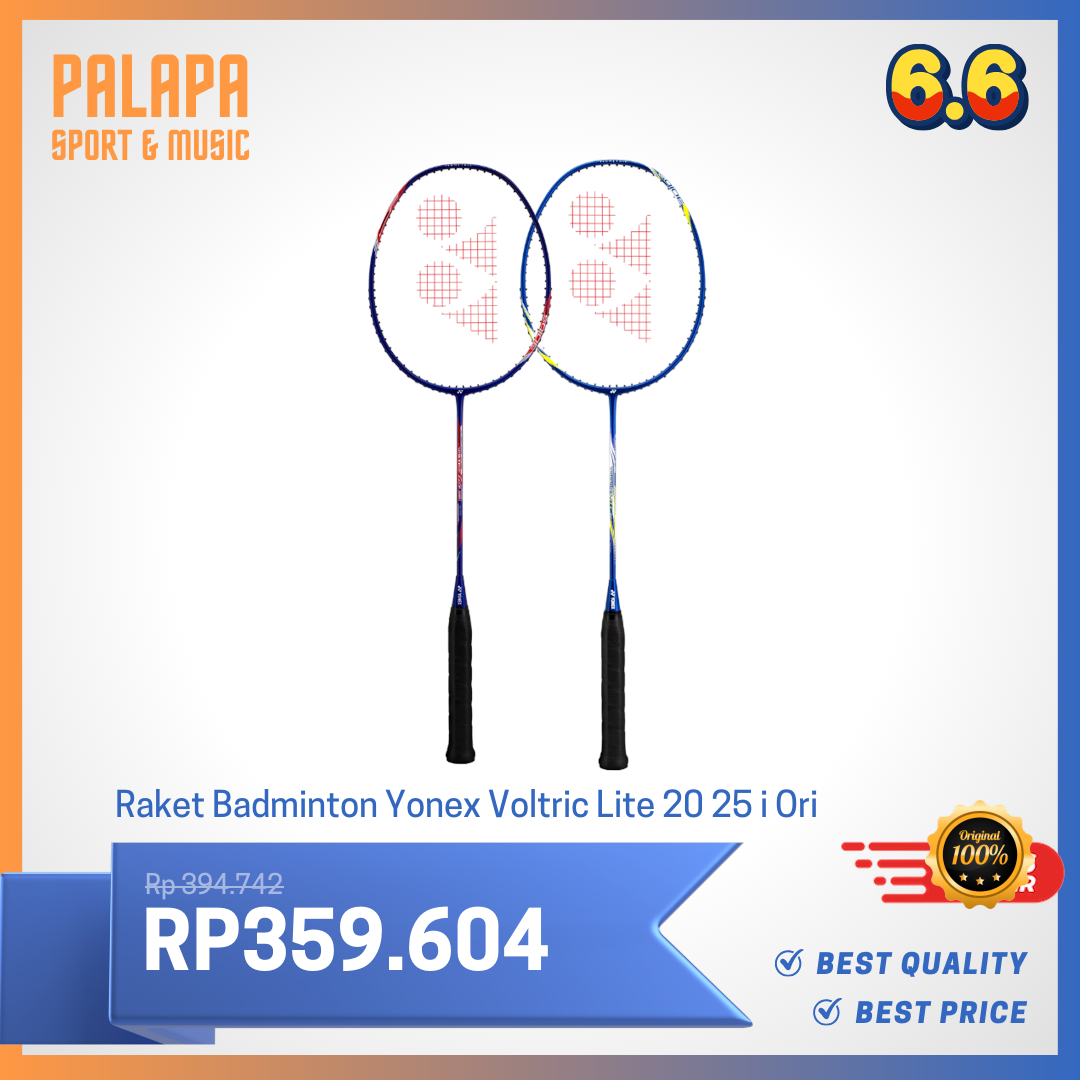 PALAPA
SPORT & MUSIC
6.6
Raket Badminton Yonex Voltric Lite 20 25 i Ori
Rp 394.742
RP359.604
Original
100%
BEST QUALITY
BEST PRICE